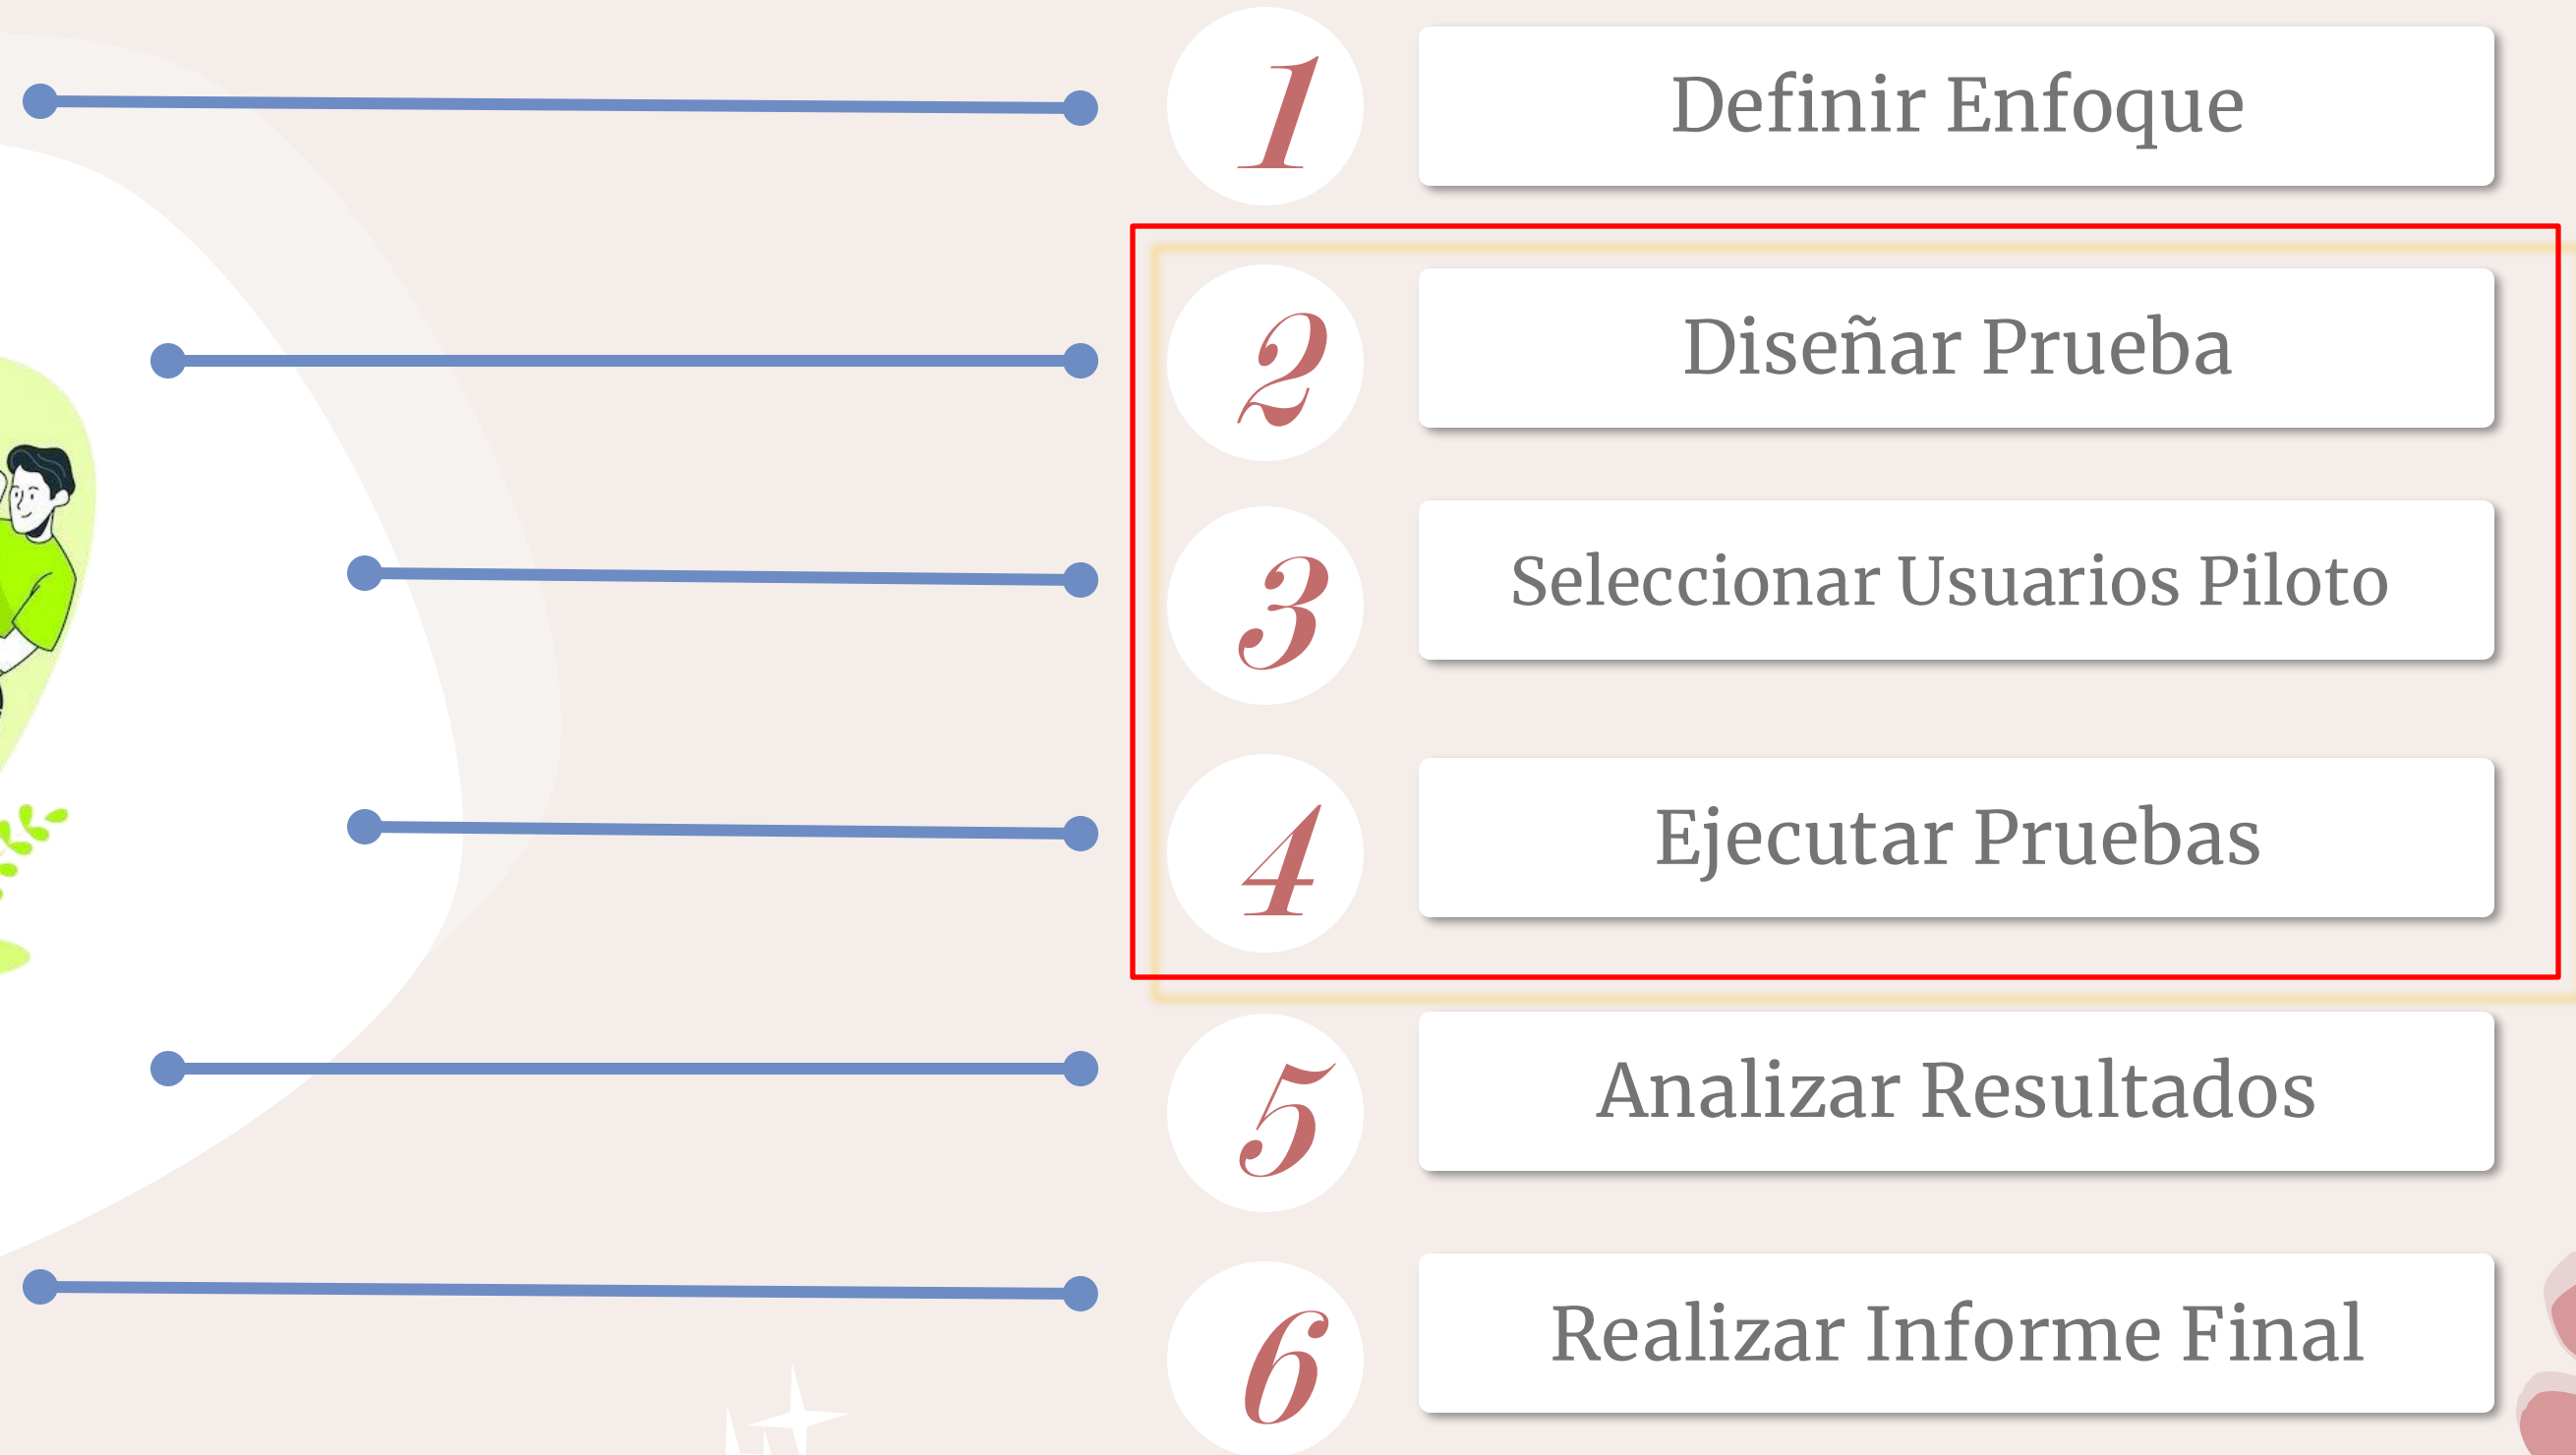 1 Definir Enfoque
2 Diseñar Prueba
3 Seleccionar Usuarios Piloto
4 Ejecutar Pruebas
5 Analizar Resultados
6 Realizar Informe Final